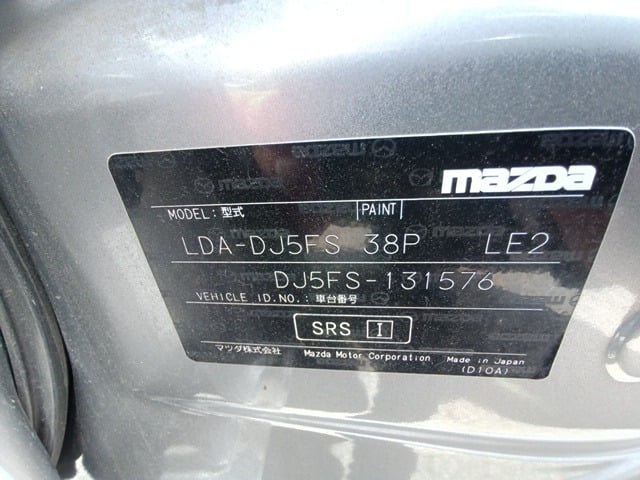 mazda
MODEL: 型式 PAINT
LDA-DJ5FS 38P LE2
DJ5FS-131576
VEHICLE ID.NO.: 車台番号
SRS I
マツダ株式会社 Mazda Motor Corporation Made in Japan
(D10A)